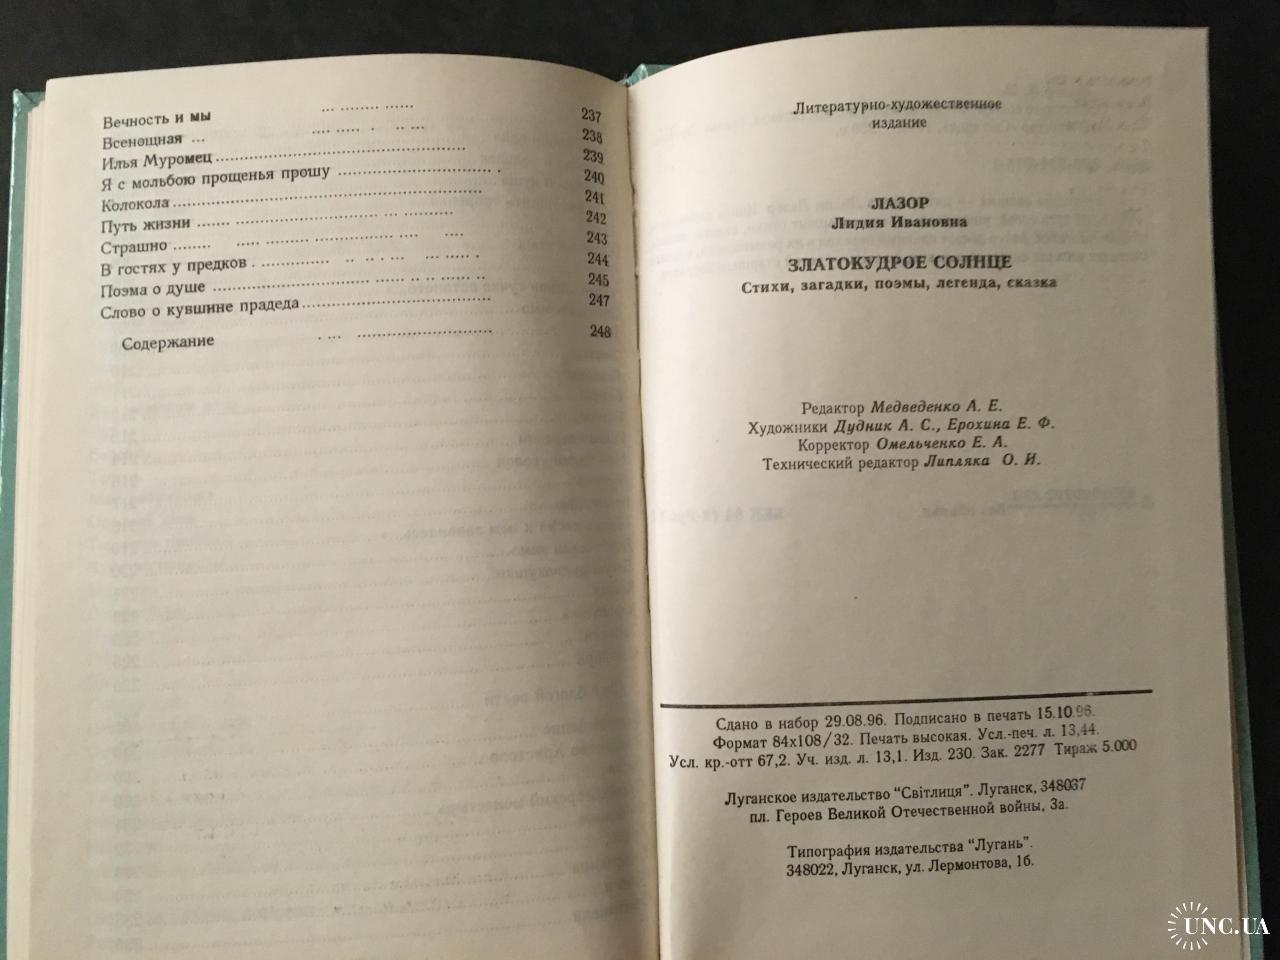 Вечность и мы ... ........ ...... 237
Всенощная ... .... ..... . .. ... 238
Илья Муромец ........................................ 239
Я с мольбою прощенья прошу .......................... . 240
Колокола .................................................. 241
Путь жизни ....... ............... ... .......... 242
Страшно ........ ..... ..... ............... .... .... 243
В гостях у предков . ............ .. .. . ... ..... . 244
Поэма о душе ..................... .. ..... .. ..... .. 245
Слово о кувшине прадеда ............................... 247
Содержание . ... ...................... 248
Литературно-художественное
издание
ЛАЗОР
Лидия Ивановна
ЗЛАТОКУДРОЕ СОЛНЦЕ
Стихи, загадки, поэмы, легенда, сказка
Редактор Медведенко А. Е.
Художники Дудник А. С., Ерохина Е. Ф.
Корректор Омельченко Е. А.
Технический редактор Липляка О. И.
Сдано в набор 29.08.96. Подписано в печать 15.10.96.
Формат 84x108/32. Печать высокая. Усл.-печ. л. 13,44.
Усл. кр.-отт 67,2. Уч. изд. л. 13,1. Изд. 230. Зак. 2277 Тираж 5.000
Луганское издательство “Світлиця”. Луганск, 348037
пл. Героев Великой Отечественной войны, 3а.
Типография издательства “Лугань”.
348022, Луганск, ул. Лермонтова, 1б.
UNC.UA